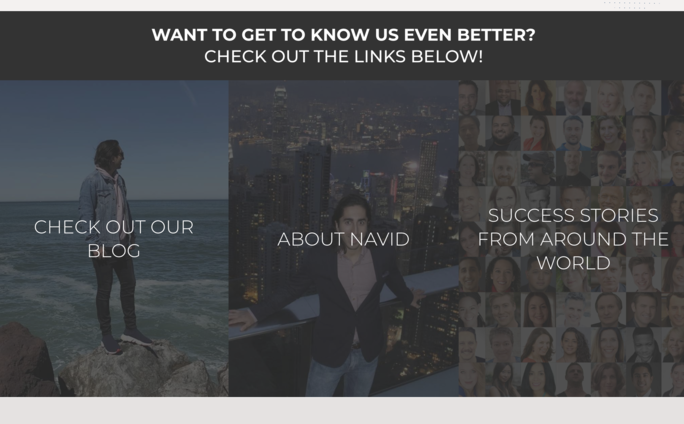 WANT TO GET TO KNOW US EVEN BETTER?
CHECK OUT THE LINKS BELOW!
CHECK OUT OUR
BLOG
ABOUT NAVID
SUCCESS STORIES
FROM AROUND THE
WORLD